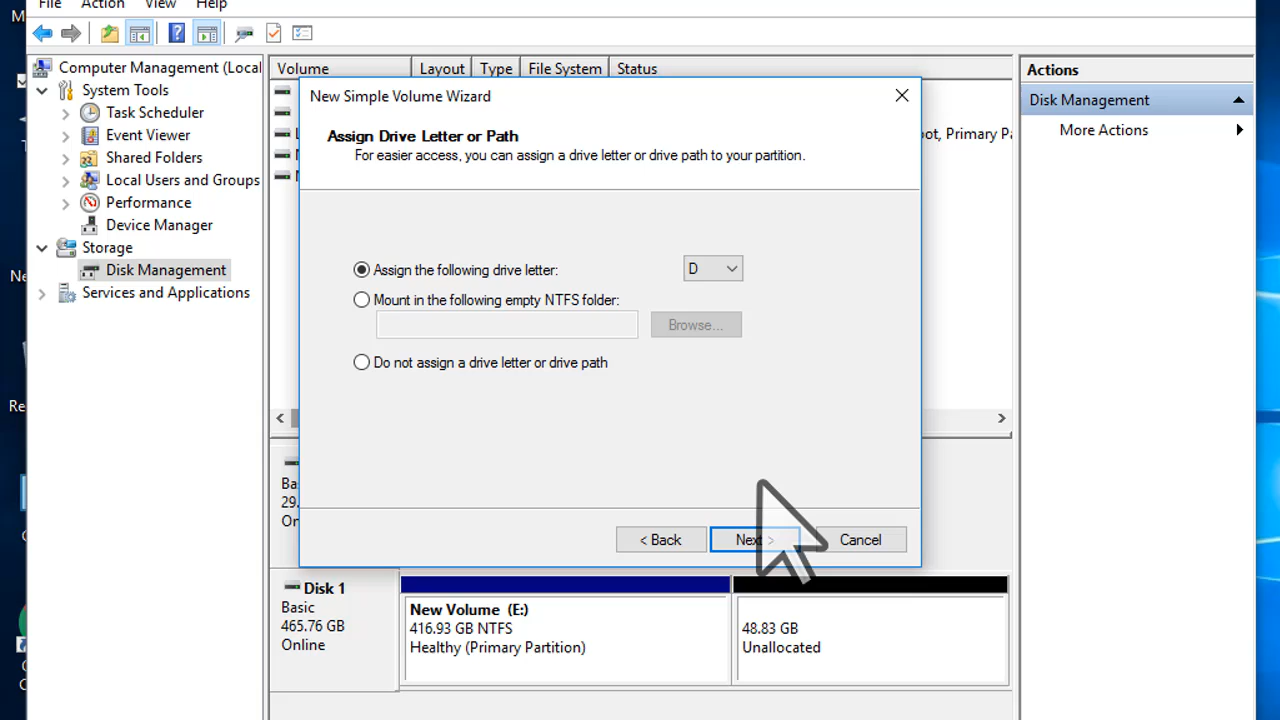 File Action View Help
Computer Management (Local
System Tools
Task Scheduler
Event Viewer
Shared Folders
Local Users and Groups
Performance
Device Manager
Storage
Disk Management
Services and Applications
Volume Layout Type File System Status
New Simple Volume Wizard
Assign Drive Letter or Path
For easier access, you can assign a drive letter or drive path to your partition.
Assign the following drive letter: D
Mount in the following empty NTFS folder:
Browse...
Do not assign a drive letter or drive path
< Back Next > Cancel
Actions
Disk Management
More Actions
Disk 1
Basic
465.76 GB
Online
New Volume (E:)
416.93 GB NTFS
Healthy (Primary Partition)
48.83 GB
Unallocated